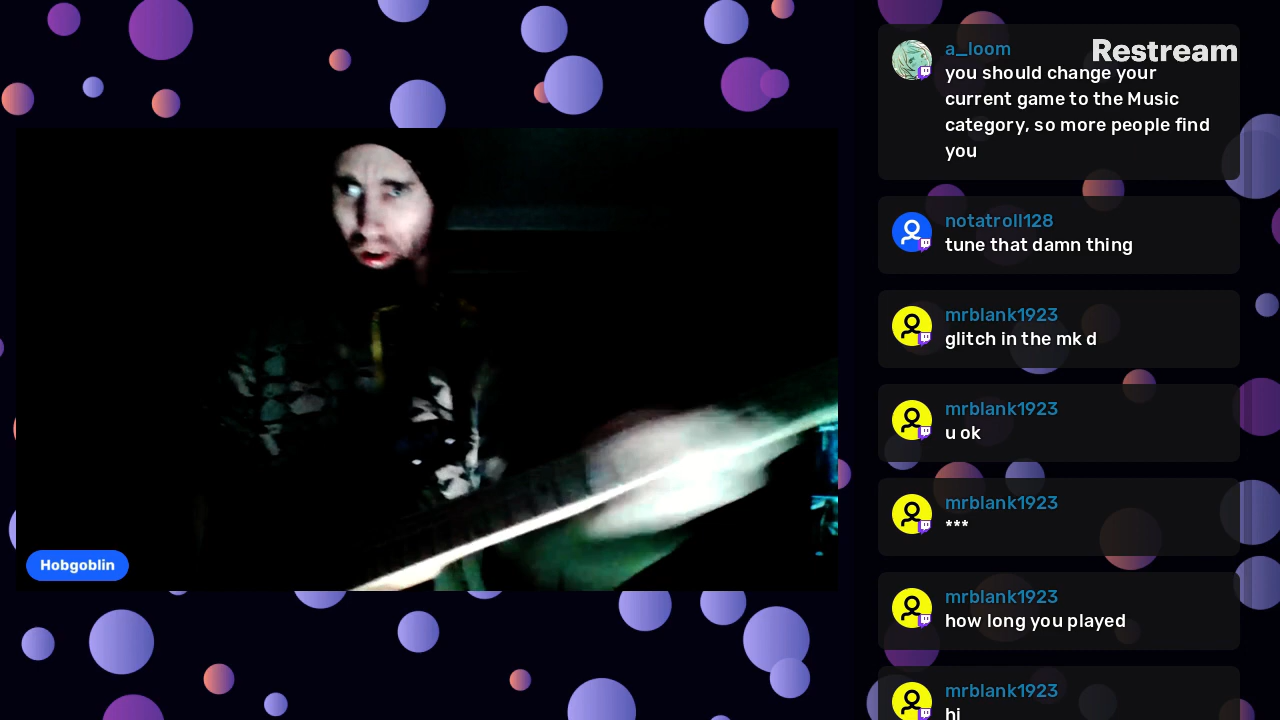 Restream
a_loom
you should change your
current game to the Music
category, so more people find
you
notatroll128
tune that damn thing
mrblank1923
glitch in the mk d
mrblank1923
u ok
mrblank1923
***
mrblank1923
how long you played
mrblank1923
hi
Hobgoblin